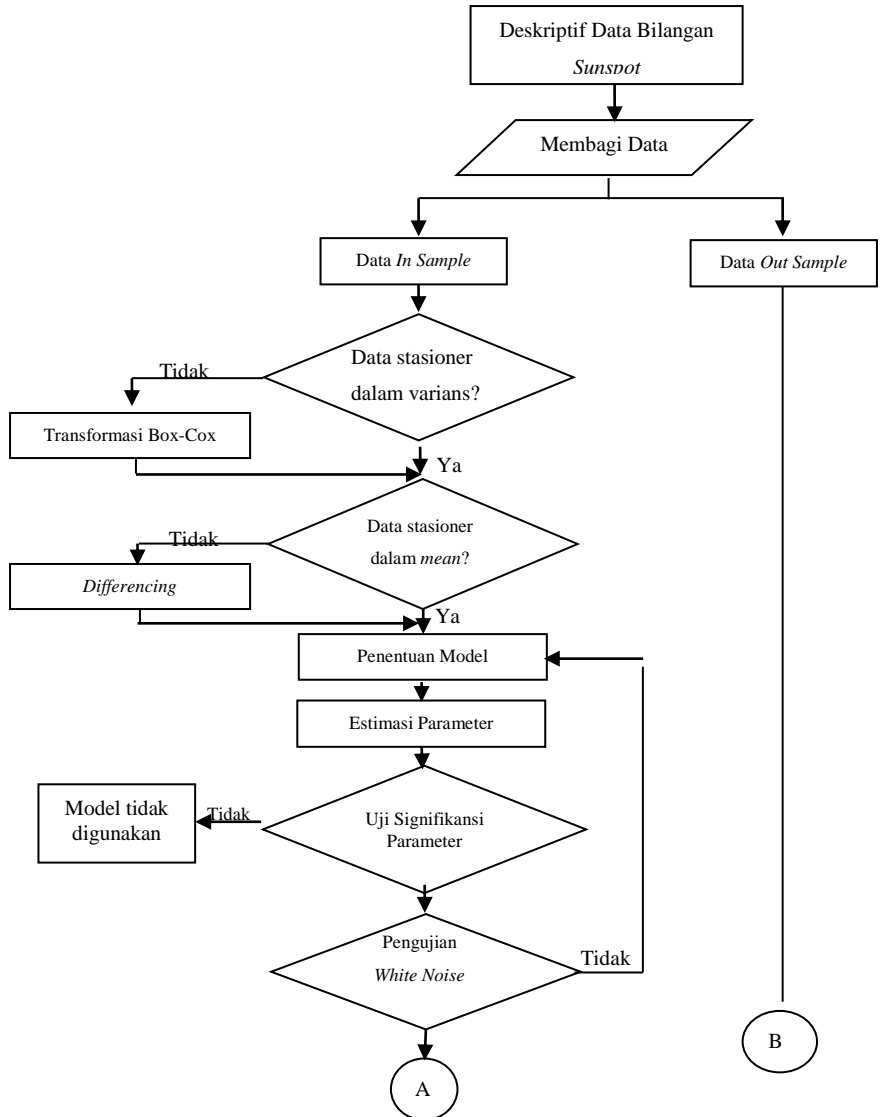 Deskriptif Data Bilangan
Sunspot
Membagi Data
Data In Sample
Data Out Sample
Data stasioner
dalam varians?
Tidak
Transformasi Box-Cox
Ya
Data stasioner
dalam mean?
Tidak
Differencing
Ya
Penentuan Model
Estimasi Parameter
Model tidak
digunakan
Tidak
Uji Signifikansi
Parameter
Pengujian
White Noise
Tidak
B
A